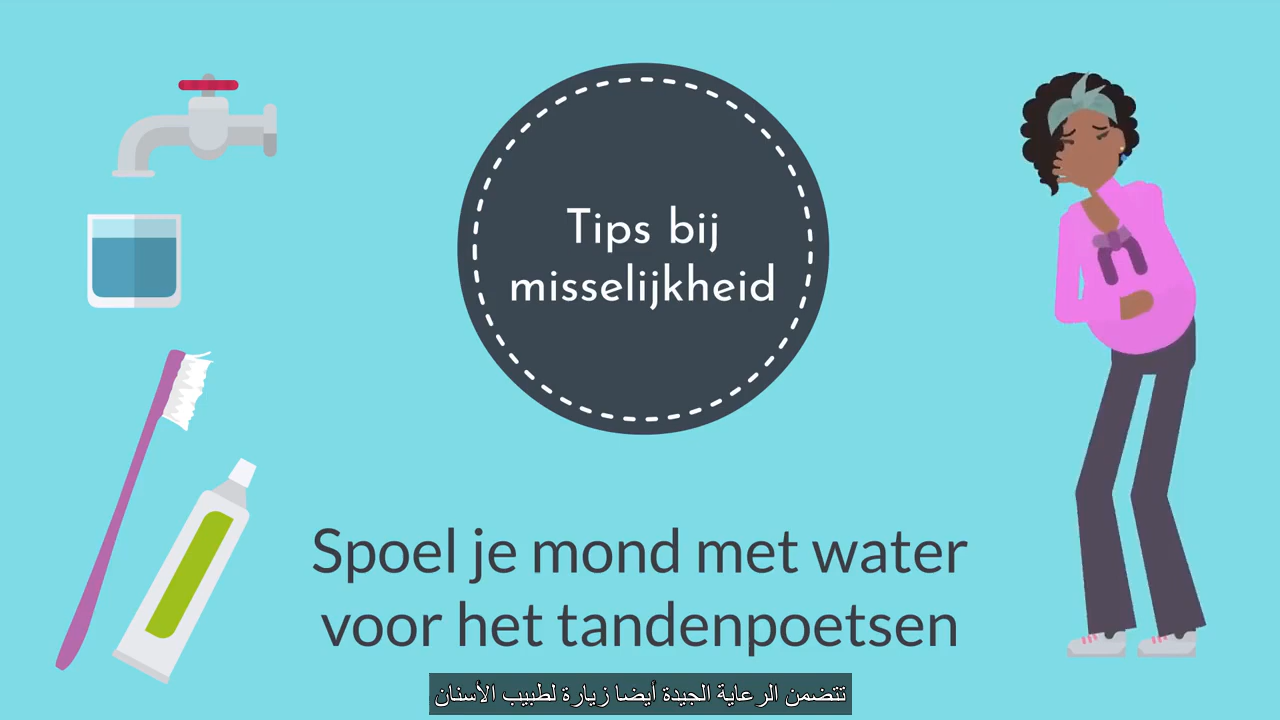 Tips bij
misselijkheid
Spoel je mond met water
voor het tandenpoetsen
تتضمن الرعاية الجيدة أيضا زيارة لطبيب الأسنان